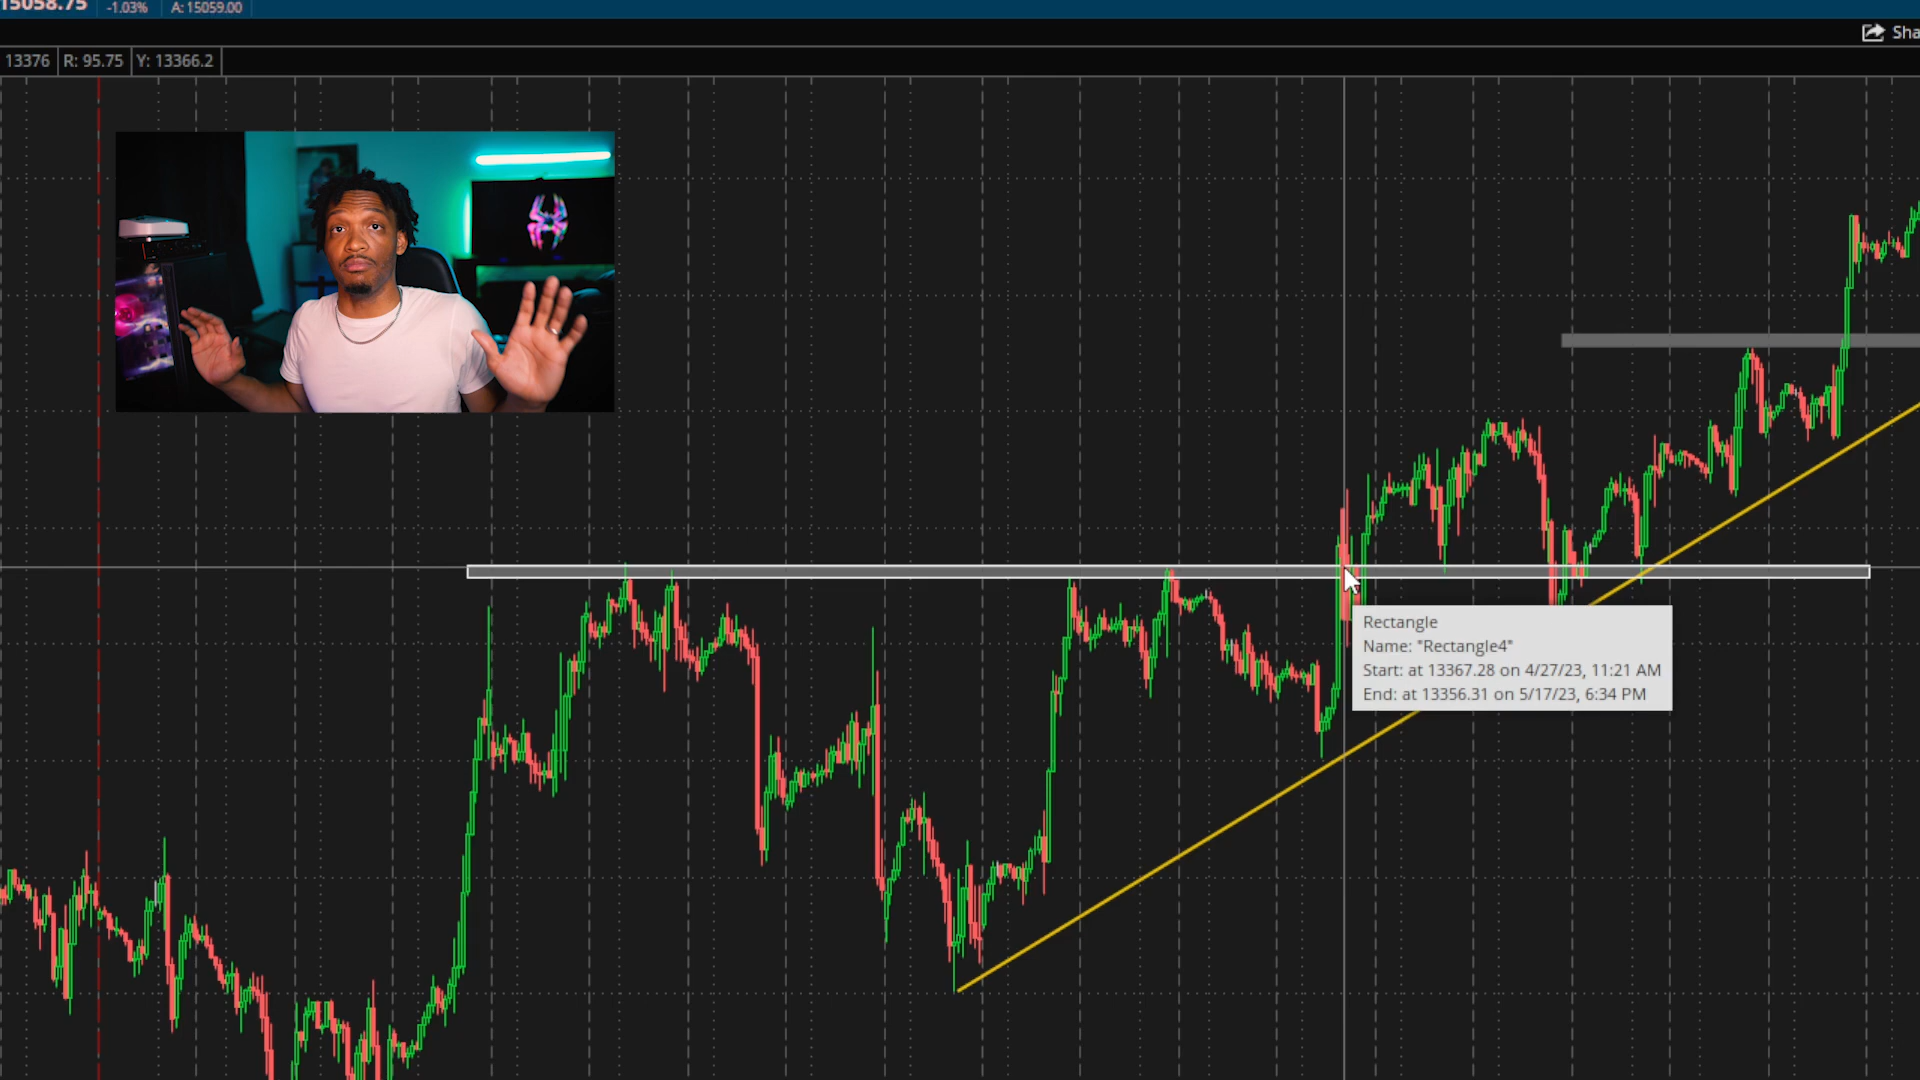 15058.75 -1.03% A: 15059.00
Sha
13376 R: 95.75 Y: 13366.2
Rectangle
Name: "Rectangle4"
Start: at 13367.28 on 4/27/23, 11:21 AM
End: at 13356.31 on 5/17/23, 6:34 PM